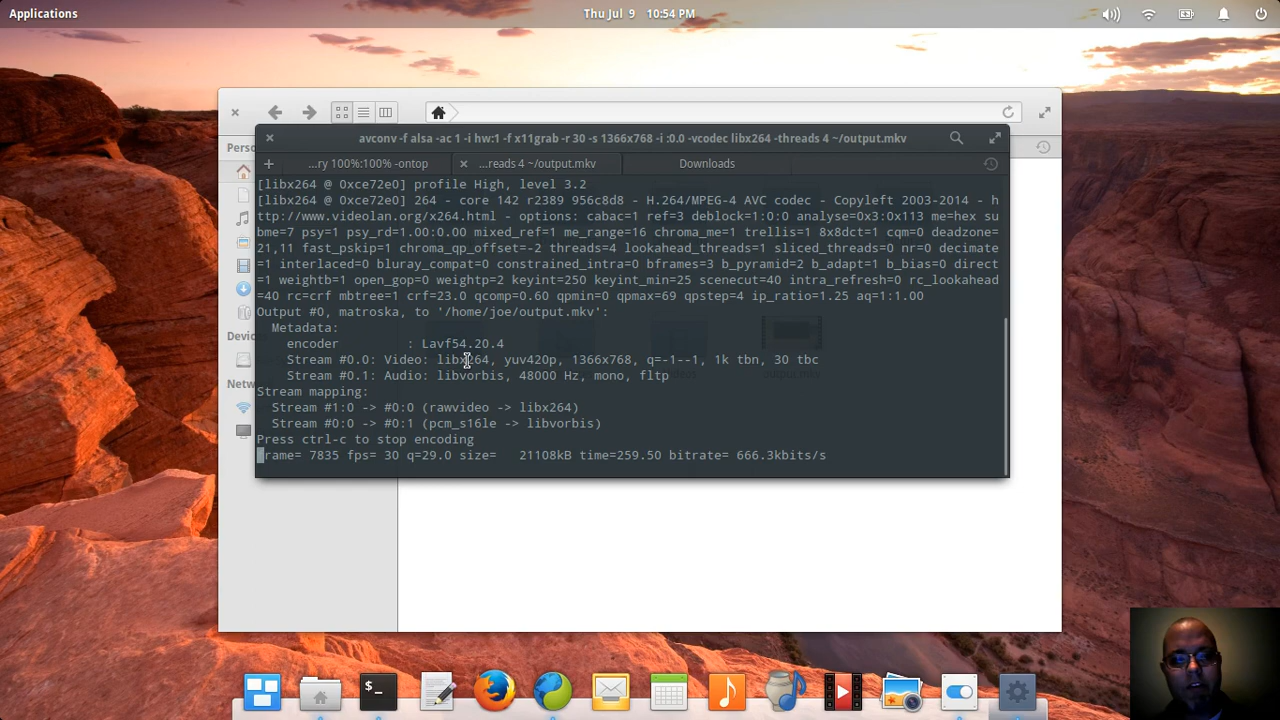 Applications
Thu Jul 9 10:54 PM
avconv -f alsa -ac 1 -i hw:1 -f x11grab -r 30 -s 1366x768 -i :0.0 -vcodec libx264 -threads 4 ~/output.mkv
Perso
...ry 100%:100% -ontop
...reads 4 ~/output.mkv
Downloads
[libx264 @ 0xce72e0] profile High, level 3.2
[libx264 @ 0xce72e0] 264 - core 142 r2389 956c8d8 - H.264/MPEG-4 AVC codec - Copyleft 2003-2014 - h
ttp://www.videolan.org/x264.html - options: cabac=1 ref=3 deblock=1:0:0 analyse=0x3:0x113 me=hex su
bme=7 psy=1 psy_rd=1.00:0.00 mixed_ref=1 me_range=16 chroma_me=1 trellis=1 8x8dct=1 cqm=0 deadzone=
21,11 fast_pskip=1 chroma_qp_offset=-2 threads=4 lookahead_threads=1 sliced_threads=0 nr=0 decimate
=1 interlaced=0 bluray_compat=0 constrained_intra=0 bframes=3 b_pyramid=2 b_adapt=1 b_bias=0 direct
=1 weightb=1 open_gop=0 weightp=2 keyint=250 keyint_min=25 scenecut=40 intra_refresh=0 rc_lookahead
=40 rc=crf mbtree=1 crf=23.0 qcomp=0.60 qpmin=0 qpmax=69 qpstep=4 ip_ratio=1.25 aq=1:1.00
Output #0, matroska, to '/home/joe/output.mkv':
Metadata:
encoder : Lavf54.20.4
Stream #0.0: Video: libx264, yuv420p, 1366x768, q=-1--1, 1k tbn, 30 tbc
Stream #0.1: Audio: libvorbis, 48000 Hz, mono, fltp
Stream mapping:
Stream #1:0 -> #0:0 (rawvideo -> libx264)
Stream #0:0 -> #0:1 (pcm_s16le -> libvorbis)
Press ctrl-c to stop encoding
rame= 7835 fps= 30 q=29.0 size= 21108kB time=259.50 bitrate= 666.3kbits/s
Devic
Netw